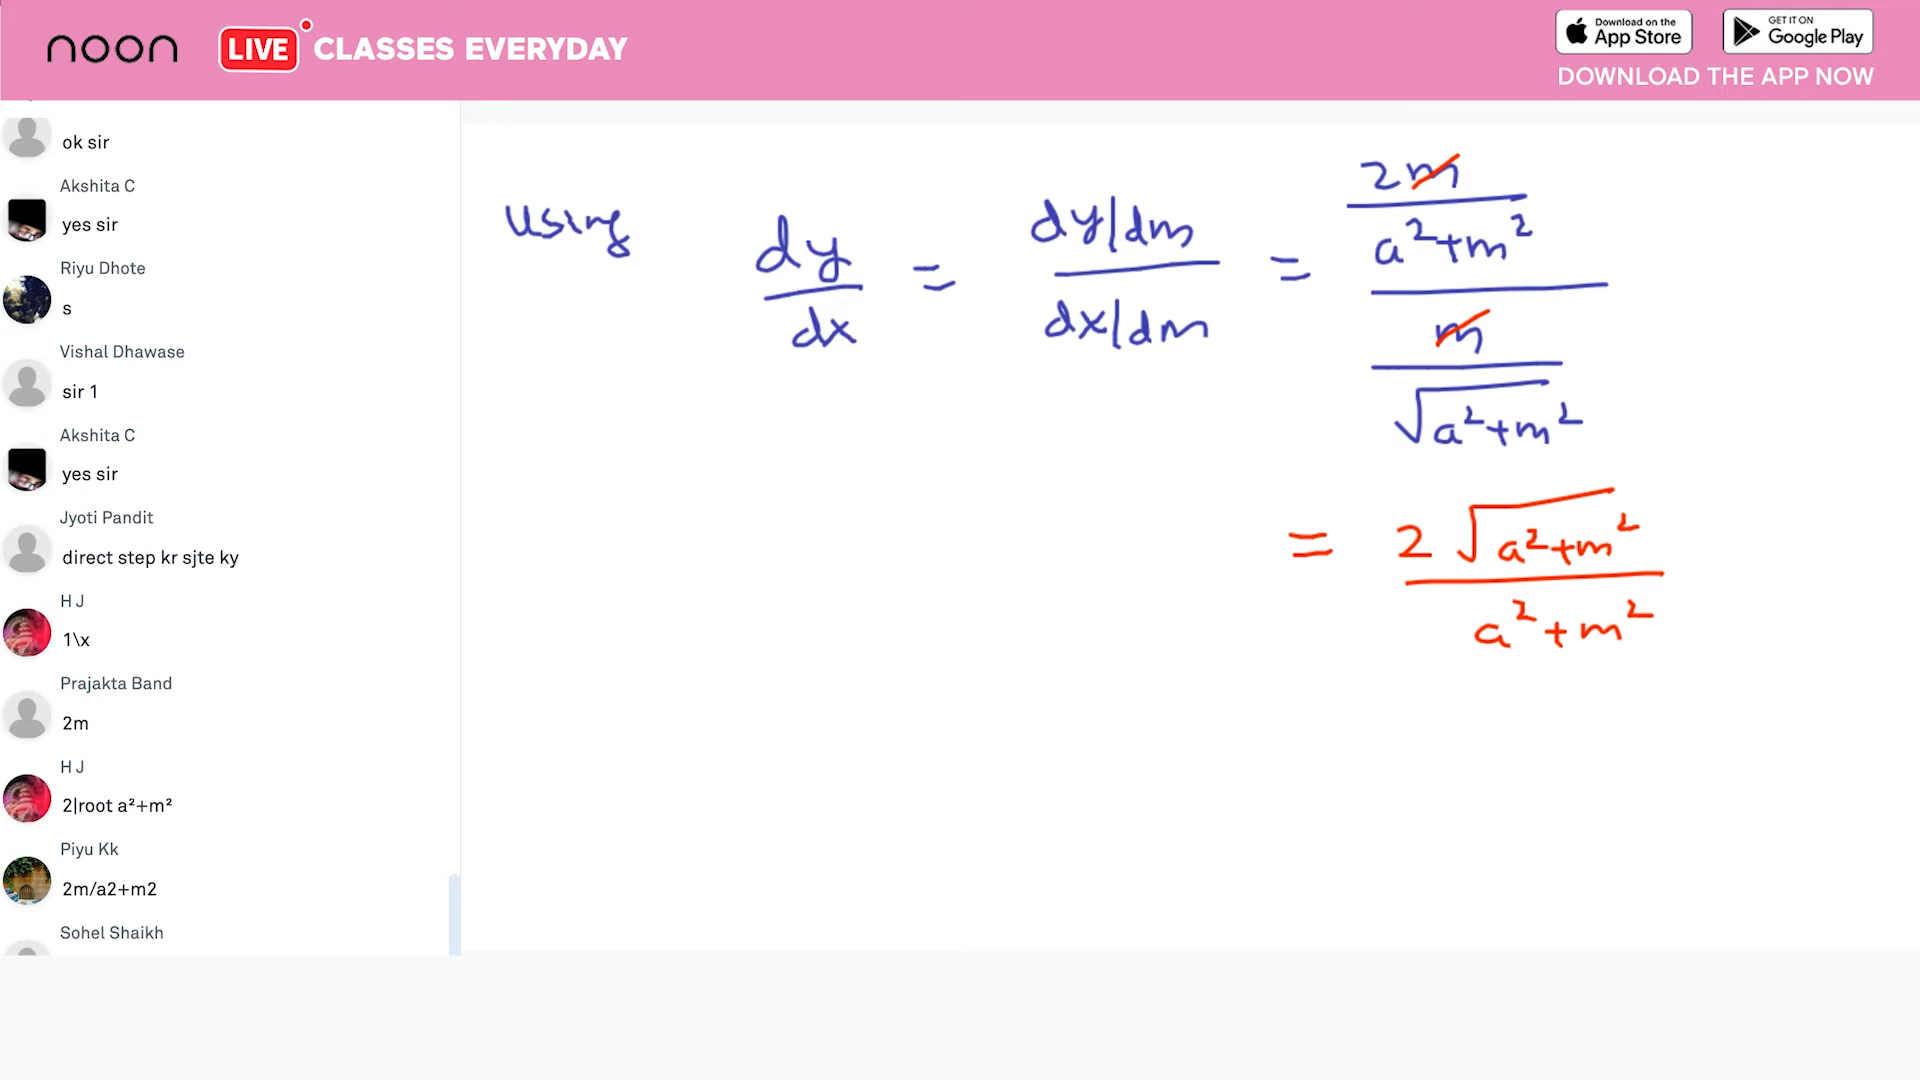 noon LIVE CLASSES EVERYDAY
Download on the App Store
GET IT ON Google Play
DOWNLOAD THE APP NOW
ok sir
Akshita C
yes sir
Riyu Dhote
s
Vishal Dhawase
sir 1
Akshita C
yes sir
Jyoti Pandit
direct step kr sjte ky
H J
1\x
Prajakta Band
2m
H J
2|root a²+m²
Piyu Kk
2m/a2+m2
Sohel Shaikh
using dy/dx = (dy|dm)/(dx|dm) = (2m/(a²+m²))/(m/√(a²+m²))
= 2√(a²+m²)/(a²+m²)